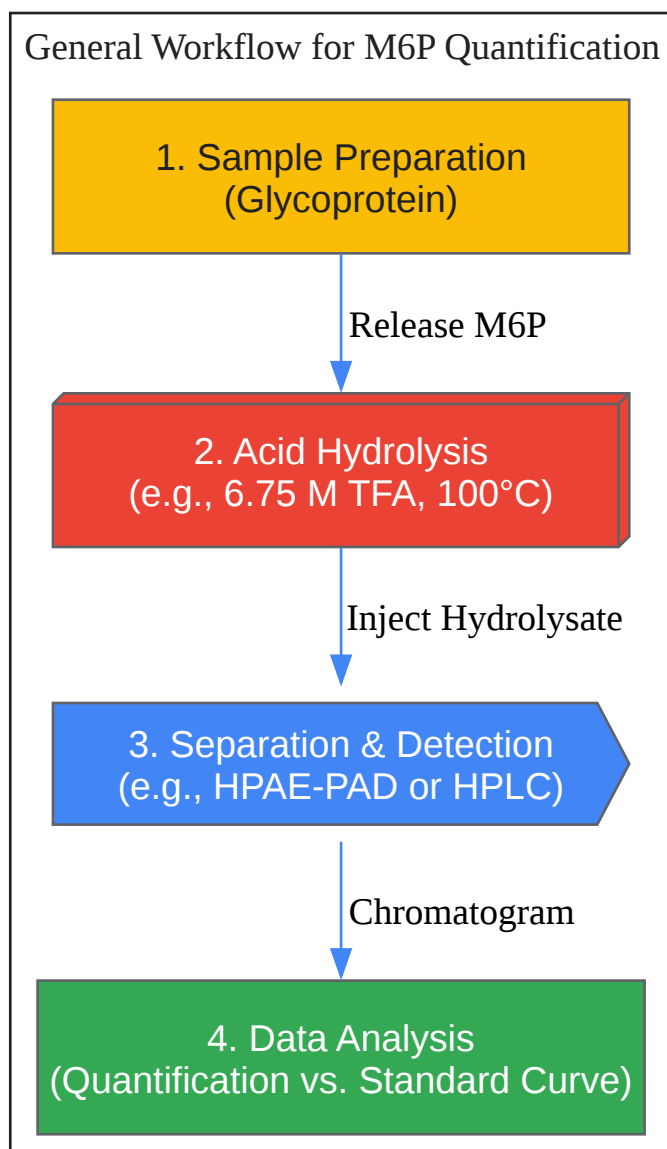 General Workflow for M6P Quantification
1. Sample Preparation
(Glycoprotein)
Release M6P
2. Acid Hydrolysis
(e.g., 6.75 M TFA, 100°C)
Inject Hydrolysate
3. Separation & Detection
(e.g., HPAE-PAD or HPLC)
Chromatogram
4. Data Analysis
(Quantification vs. Standard Curve)